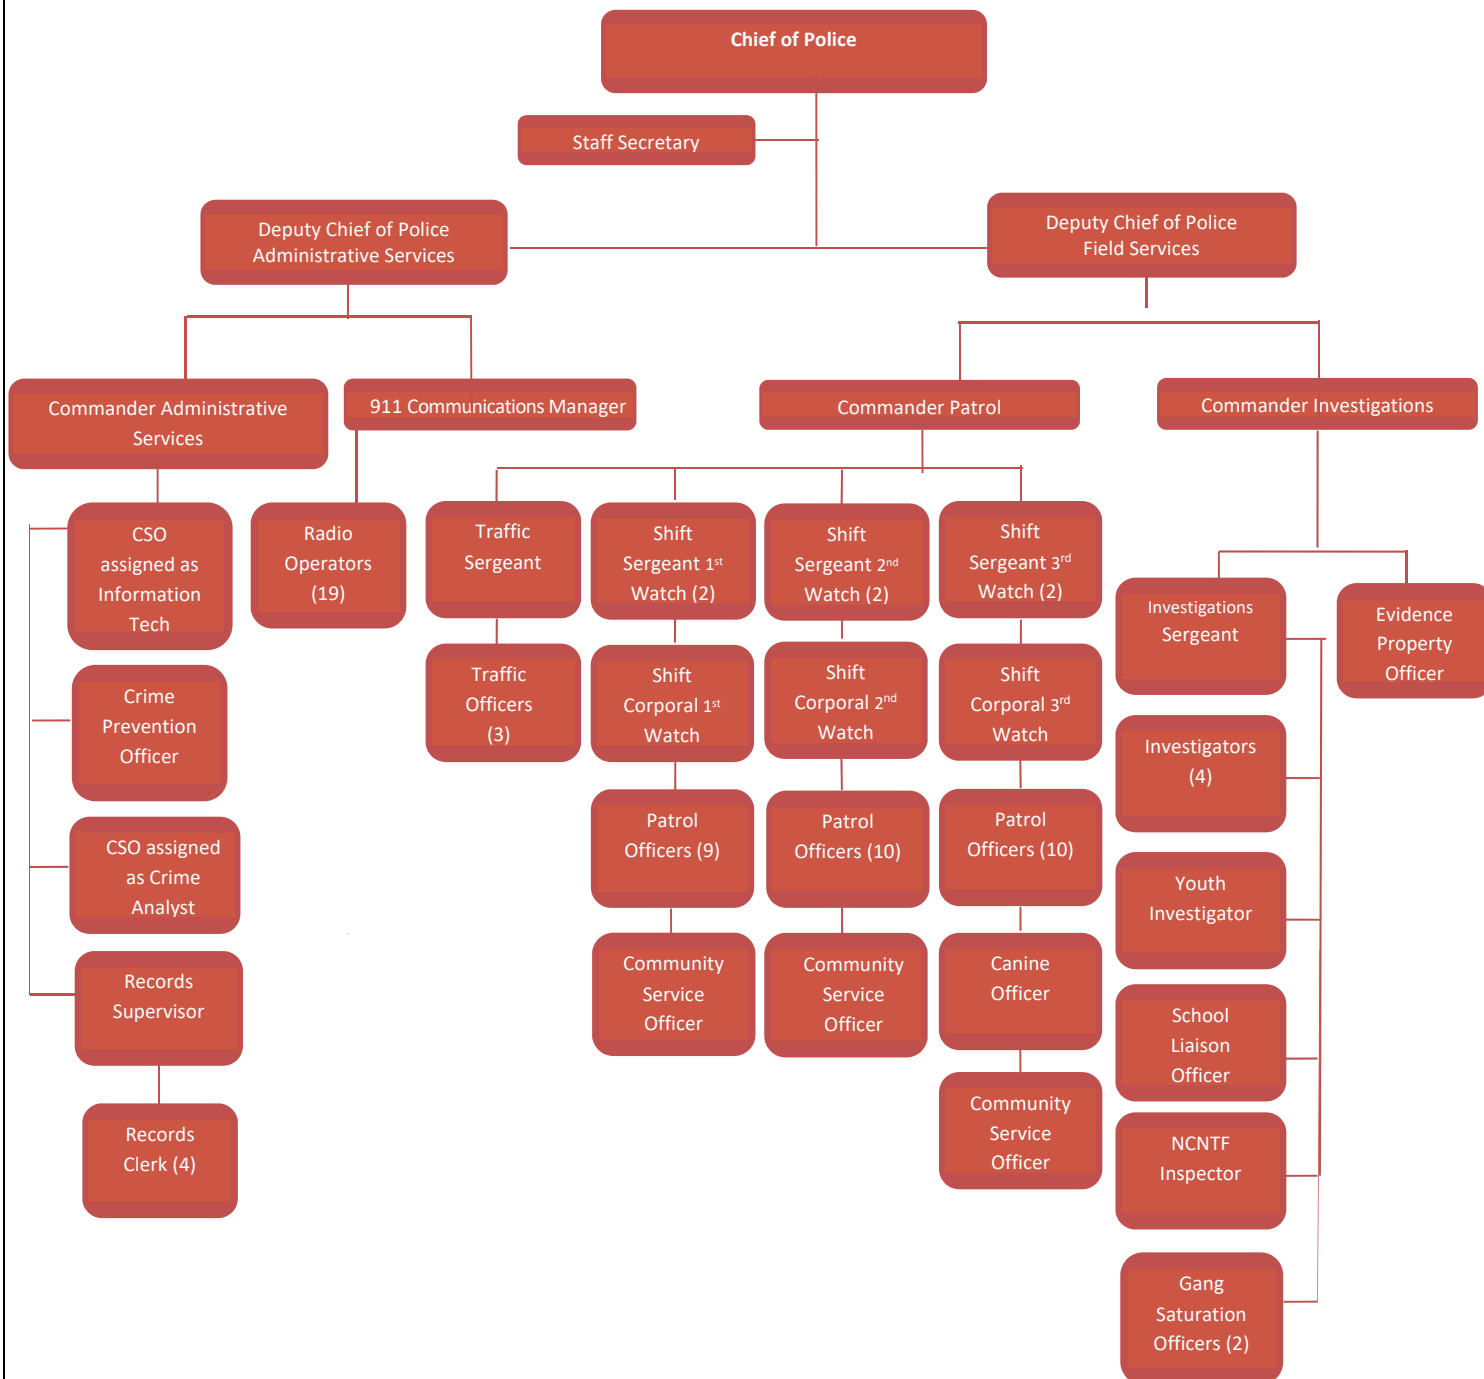 Chief of Police
Staff Secretary
Deputy Chief of Police
Administrative Services
Deputy Chief of Police
Field Services
Commander Administrative
Services
911 Communications Manager
Commander Patrol
Commander Investigations
CSO
assigned as
Information
Tech
Crime
Prevention
Officer
CSO assigned
as Crime
Analyst
Records
Supervisor
Records
Clerk (4)
Radio
Operators
(19)
Traffic
Sergeant
Traffic
Officers
(3)
Shift
Sergeant 1st
Watch (2)
Shift
Corporal 1st
Watch
Patrol
Officers (9)
Community
Service
Officer
Shift
Sergeant 2nd
Watch (2)
Shift
Corporal 2nd
Watch
Patrol
Officers (10)
Community
Service
Officer
Shift
Sergeant 3rd
Watch (2)
Shift
Corporal 3rd
Watch
Patrol
Officers (10)
Canine
Officer
Community
Service
Officer
Investigations
Sergeant
Investigators
(4)
Youth
Investigator
School
Liaison
Officer
NCNTF
Inspector
Gang
Saturation
Officers (2)
Evidence
Property
Officer